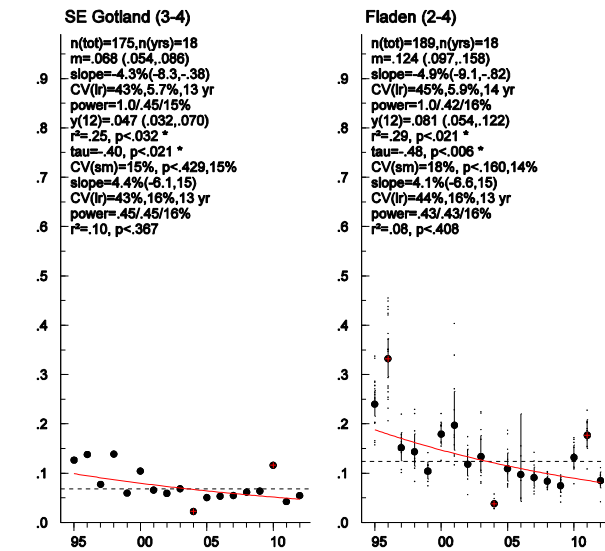 SE Gotland (3-4)
n(tot)=175,n(yrs)=18
m=.068 (.054,.086)
slope=-4.3%(-8.3,-.38)
CV(lr)=43%,5.7%,13 yr
power=1.0/.45/15%
y(12)=.047 (.032,.070)
r²=.25, p<.032 *
tau=-.40, p<.021 *
CV(sm)=15%, p<.429,15%
slope=4.4%(-6.1,15)
CV(lr)=43%,16%,13 yr
power=.45/.45/16%
r²=.10, p<.367
.9
.8
.7
.6
.5
.4
.3
.2
.1
.0
95
00
05
10
Fladen (2-4)
n(tot)=189,n(yrs)=18
m=.124 (.097,.158)
slope=-4.9%(-9.1,-.82)
CV(lr)=45%,5.9%,14 yr
power=1.0/.42/16%
y(12)=.081 (.054,.122)
r²=.29, p<.021 *
tau=-.48, p<.006 *
CV(sm)=18%, p<.160,14%
slope=4.1%(-6.6,15)
CV(lr)=44%,16%,13 yr
power=.43/.43/16%
r²=.08, p<.408
.9
.8
.7
.6
.5
.4
.3
.2
.1
.0
95
00
05
10